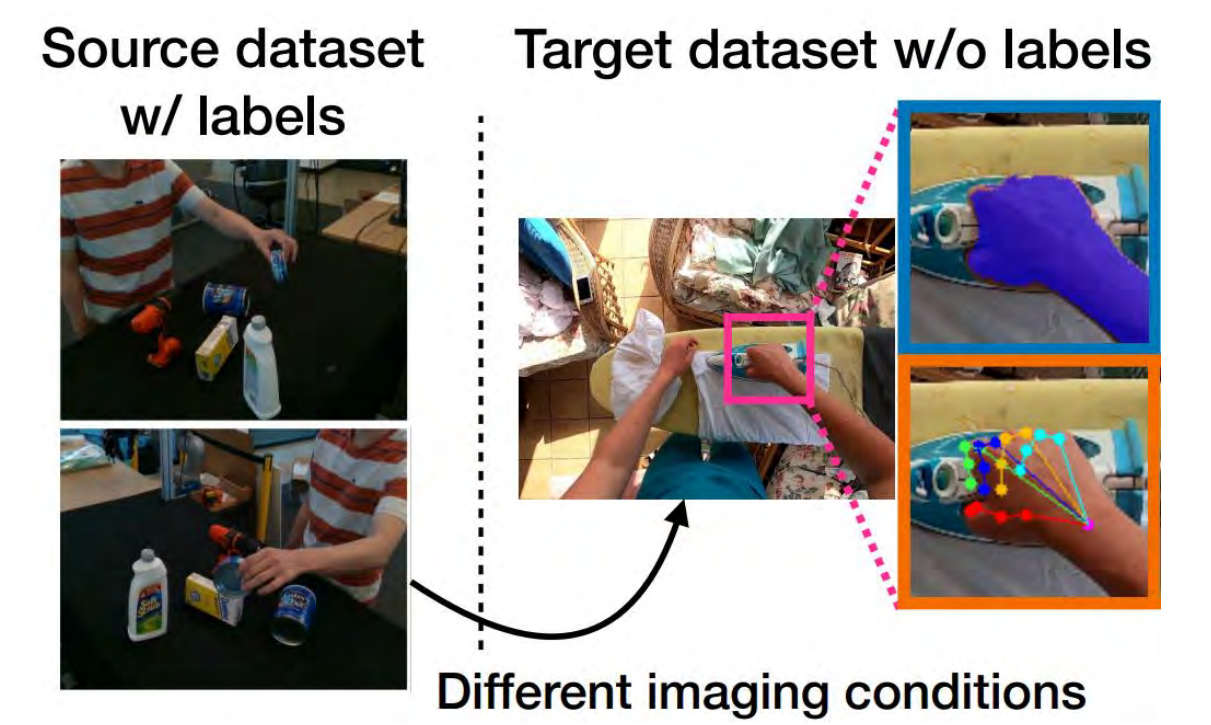 Source dataset
w/ labels
Target dataset w/o labels
Different imaging conditions